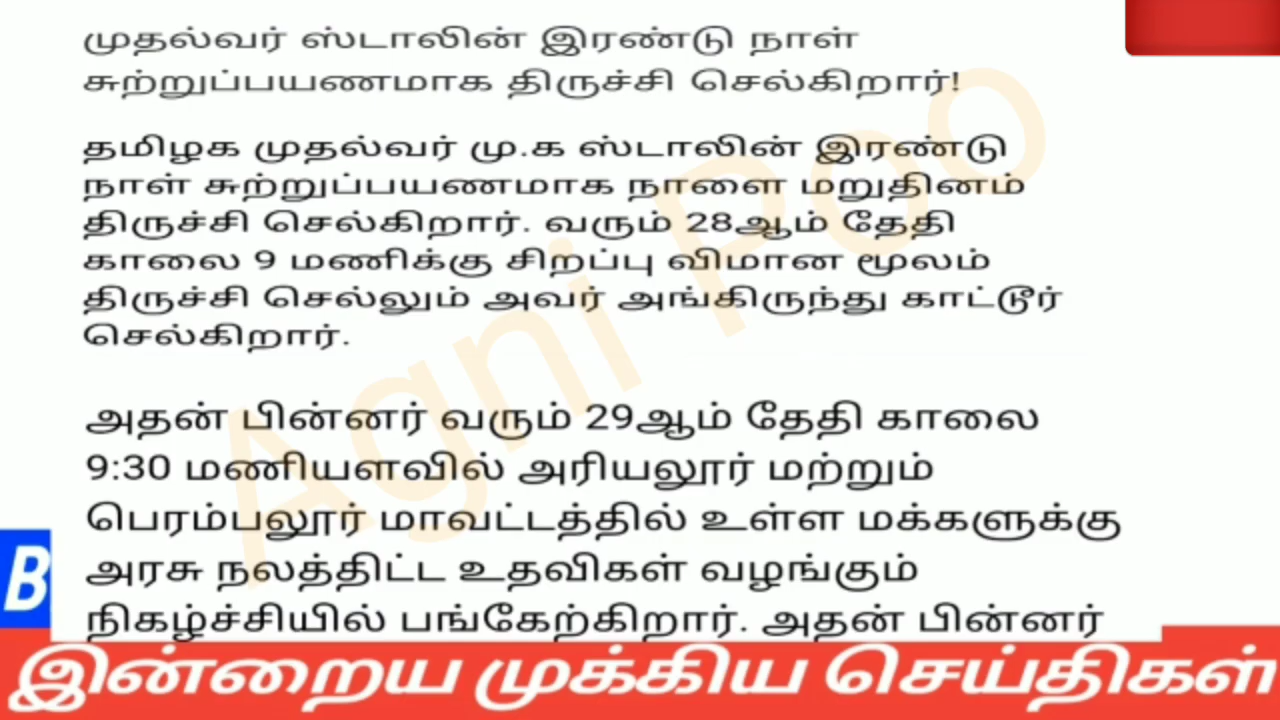 முதல்வர் ஸ்டாலின் இரண்டு நாள்
சுற்றுப்பயணமாக திருச்சி செல்கிறார்!
தமிழக முதல்வர் மு.க ஸ்டாலின் இரண்டு
நாள் சுற்றுப்பயணமாக நாளை மறுதினம்
திருச்சி செல்கிறார். வரும் 28ஆம் தேதி
காலை 9 மணிக்கு சிறப்பு விமான மூலம்
திருச்சி செல்லும் அவர் அங்கிருந்து காட்டூர்
செல்கிறார்.
அதன் பின்னர் வரும் 29ஆம் தேதி காலை
9:30 மணியளவில் அரியலூர் மற்றும்
பெரம்பலூர் மாவட்டத்தில் உள்ள மக்களுக்கு
அரசு நலத்திட்ட உதவிகள் வழங்கும்
நிகழ்ச்சியில் பங்கேற்கிறார். அதன் பின்னர்
B
இன்றைய முக்கிய செய்திகள்
Agni Poo